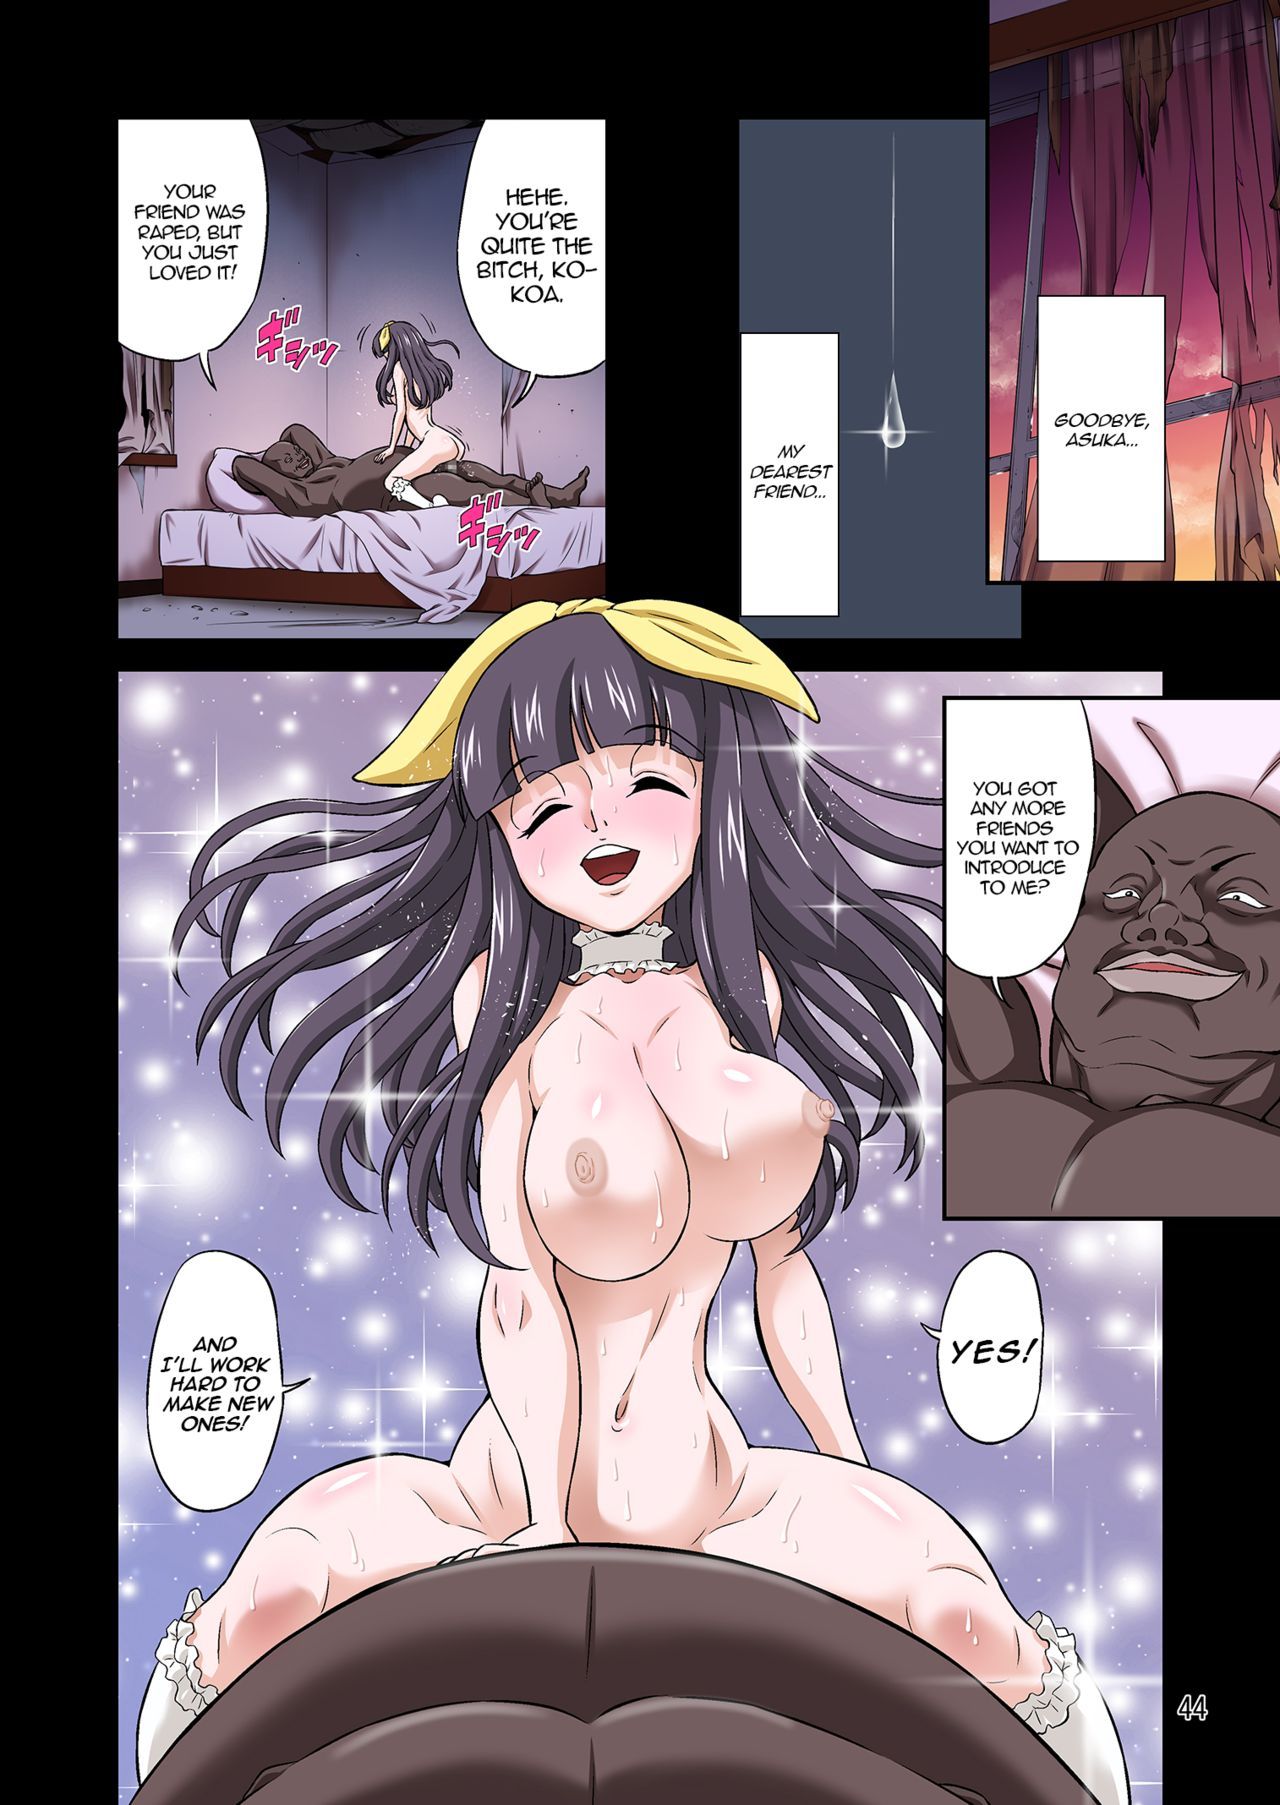 GOODBYE,
ASUKA...
MY
DEAREST
FRIEND...
HEHE.
YOU'RE
QUITE THE
BITCH, KO-
KOA.
YOUR
FRIEND WAS
RAPED, BUT
YOU JUST
LOVED IT!
ギシッ
ギシッ
YOU GOT
ANY MORE
FRIENDS
YOU WANT TO
INTRODUCE
TO ME?
YES!
AND
I'LL WORK
HARD TO
MAKE NEW
ONES!
44